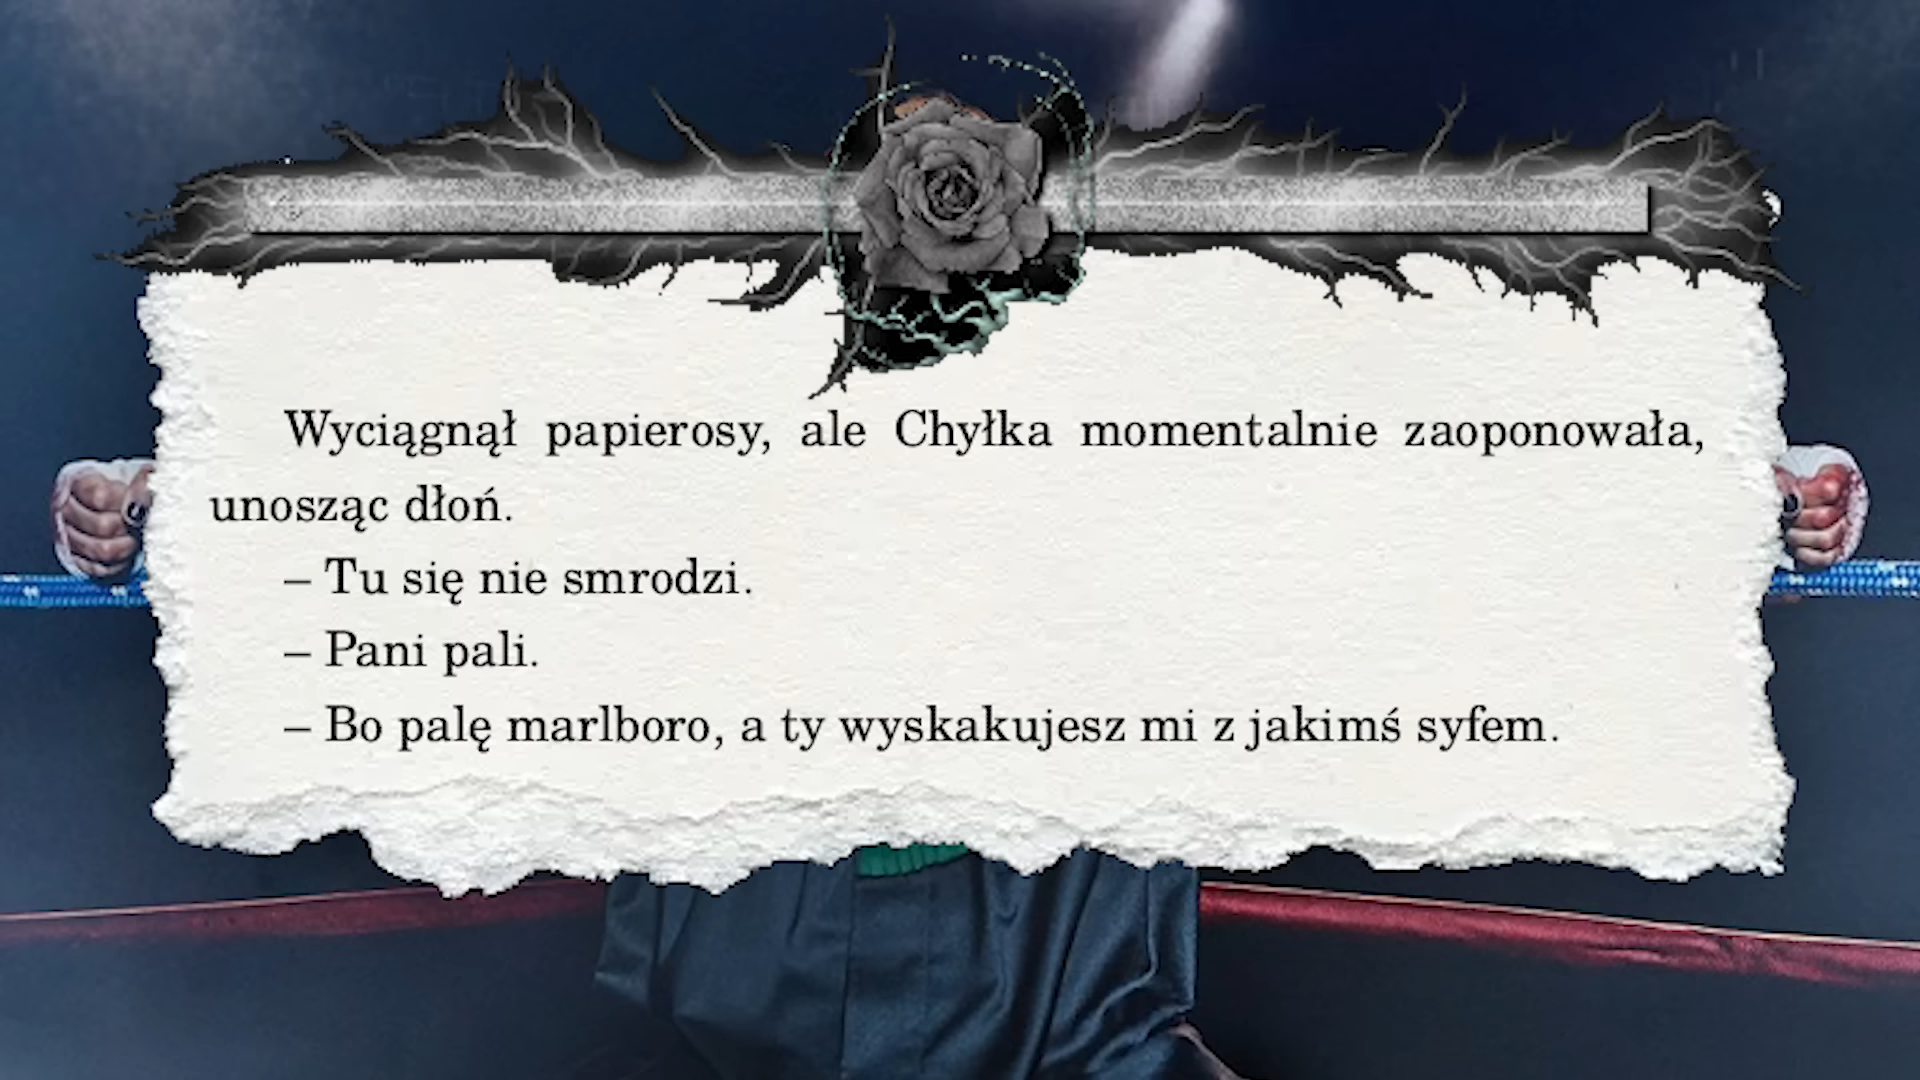 Wyciągnął papierosy, ale Chyłka momentalnie zaoponowała,
unosząc dłoń.
– Tu się nie smrodzi.
– Pani pali.
– Bo palę marlboro, a ty wyskakujesz mi z jakimś syfem.